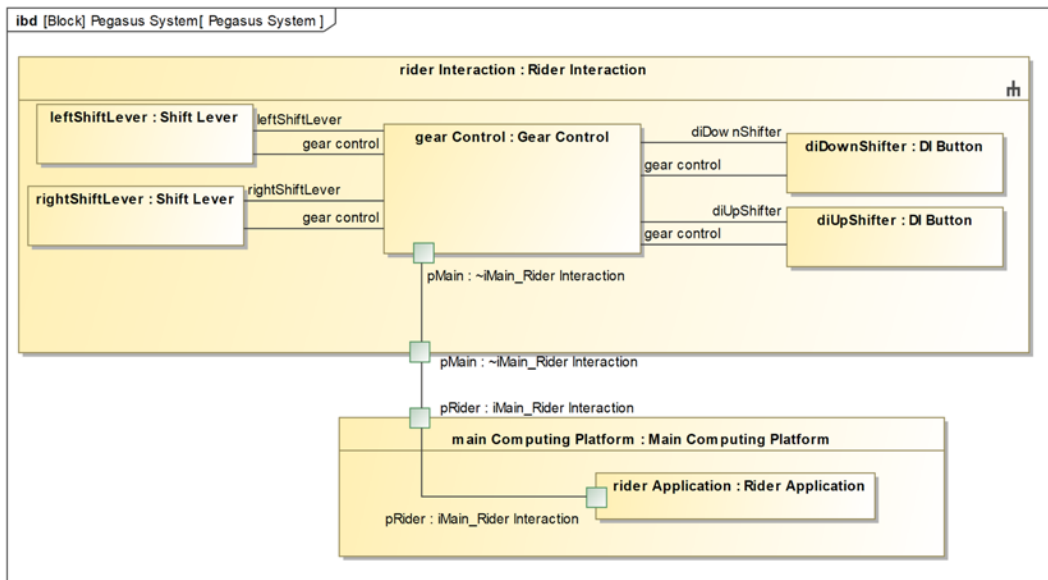 ibd [Block] Pegasus System[ Pegasus System ]
rider Interaction : Rider Interaction
leftShiftLever : Shift Lever
leftShiftLever
gear control
gear Control : Gear Control
diDownShifter
gear control
diDownShifter : DI Button
rightShiftLever : Shift Lever
rightShiftLever
gear control
diUpShifter
gear control
diUpShifter : DI Button
pMain : ~iMain_Rider Interaction
pMain : ~iMain_Rider Interaction
pRider : iMain_Rider Interaction
main Computing Platform : Main Computing Platform
rider Application : Rider Application
pRider : iMain_Rider Interaction